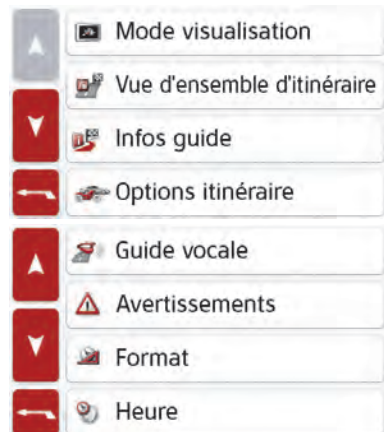 Mode visualisation
Vue d'ensemble d'itinéraire
Infos guide
Options itinéraire
Guide vocale
Avertissements
Format
Heure